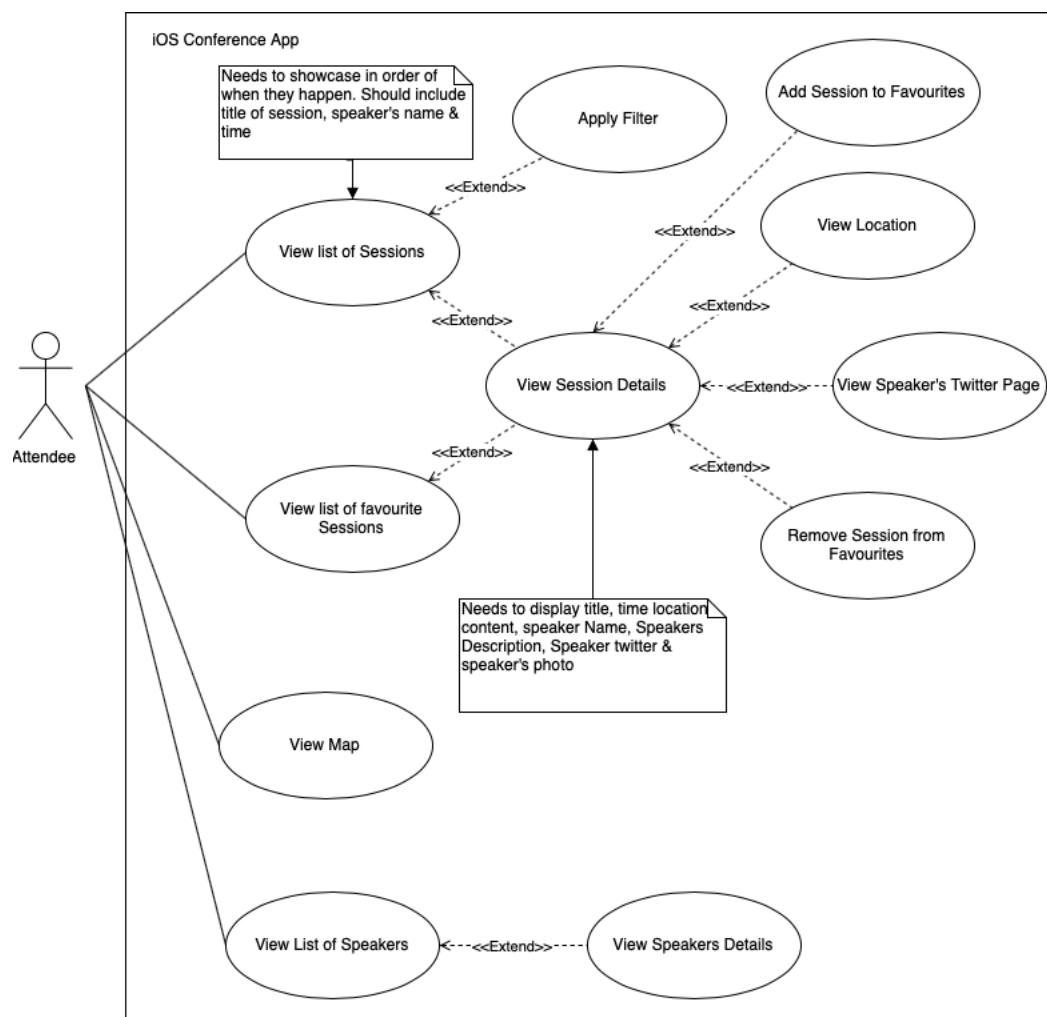 iOS Conference App
Needs to showcase in order of
when they happen. Should include
title of session, speaker's name &
time
Apply Filter
Add Session to Favourites
<<Extend>>
View list of Sessions
<<Extend>>
View Location
<<Extend>>
<<Extend>>
View Session Details
<<Extend>>
View Speaker's Twitter Page
Attendee
<<Extend>>
<<Extend>>
View list of favourite
Sessions
Remove Session from
Favourites
Needs to display title, time location
content, speaker Name, Speakers
Description, Speaker twitter &
speaker's photo
View Map
View List of Speakers
<<Extend>>
View Speakers Details